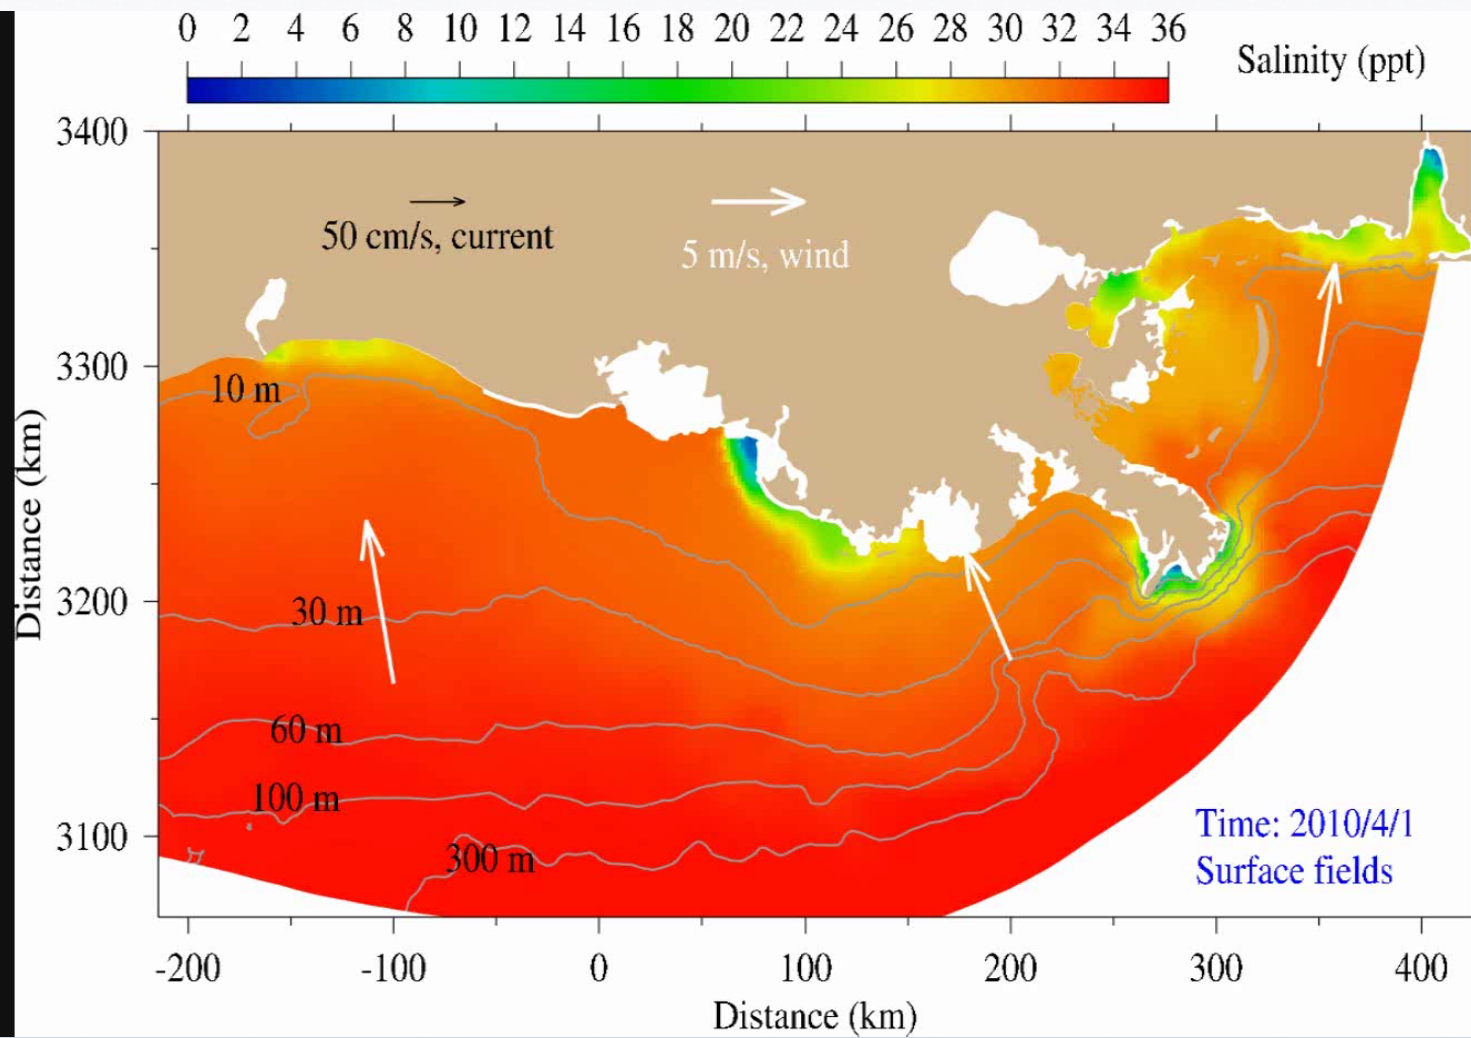 0 2 4 6 8 10 12 14 16 18 20 22 24 26 28 30 32 34 36
Salinity (ppt)
3400
50 cm/s, current
5 m/s, wind
3300
10 m
Distance (km)
3200
30 m
60 m
100 m
3100
300 m
Time: 2010/4/1
Surface fields
-200 -100 0 100 200 300 400
Distance (km)